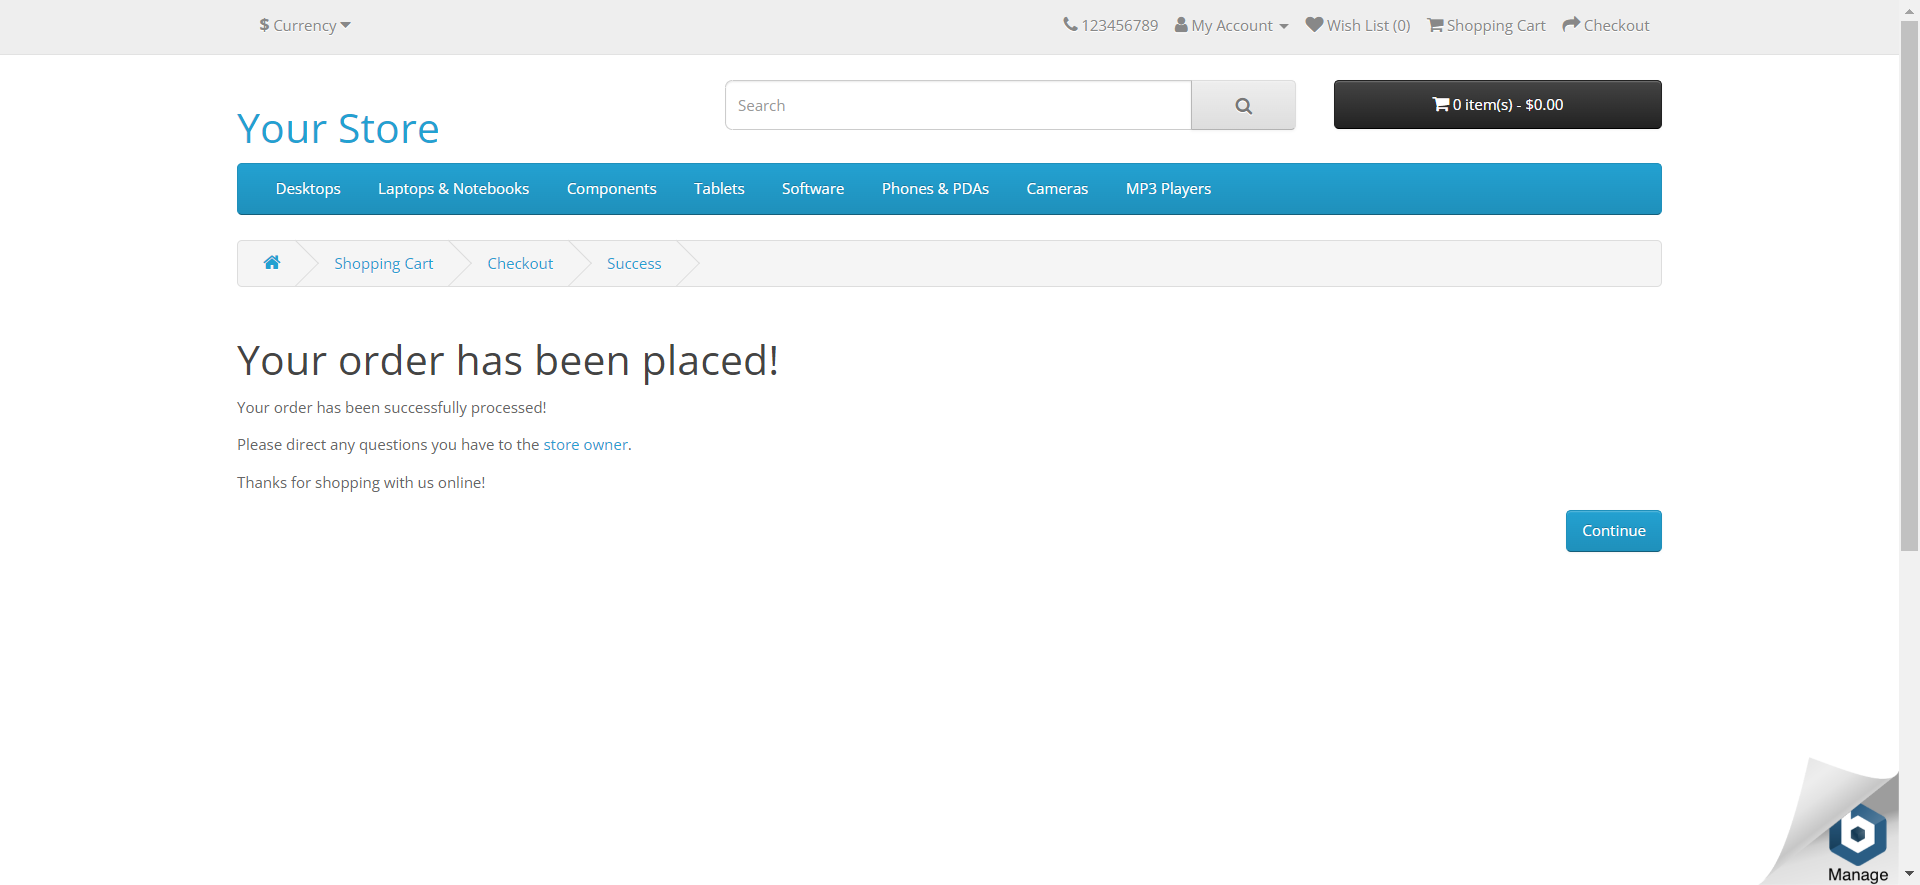 $ Currency
123456789 My Account Wish List (0) Shopping Cart Checkout
Your Store
Search
0 item(s) - $0.00
Desktops Laptops & Notebooks Components Tablets Software Phones & PDAs Cameras MP3 Players
Shopping Cart Checkout Success
Your order has been placed!
Your order has been successfully processed!
Please direct any questions you have to the store owner.
Thanks for shopping with us online!
Continue
b
Manage